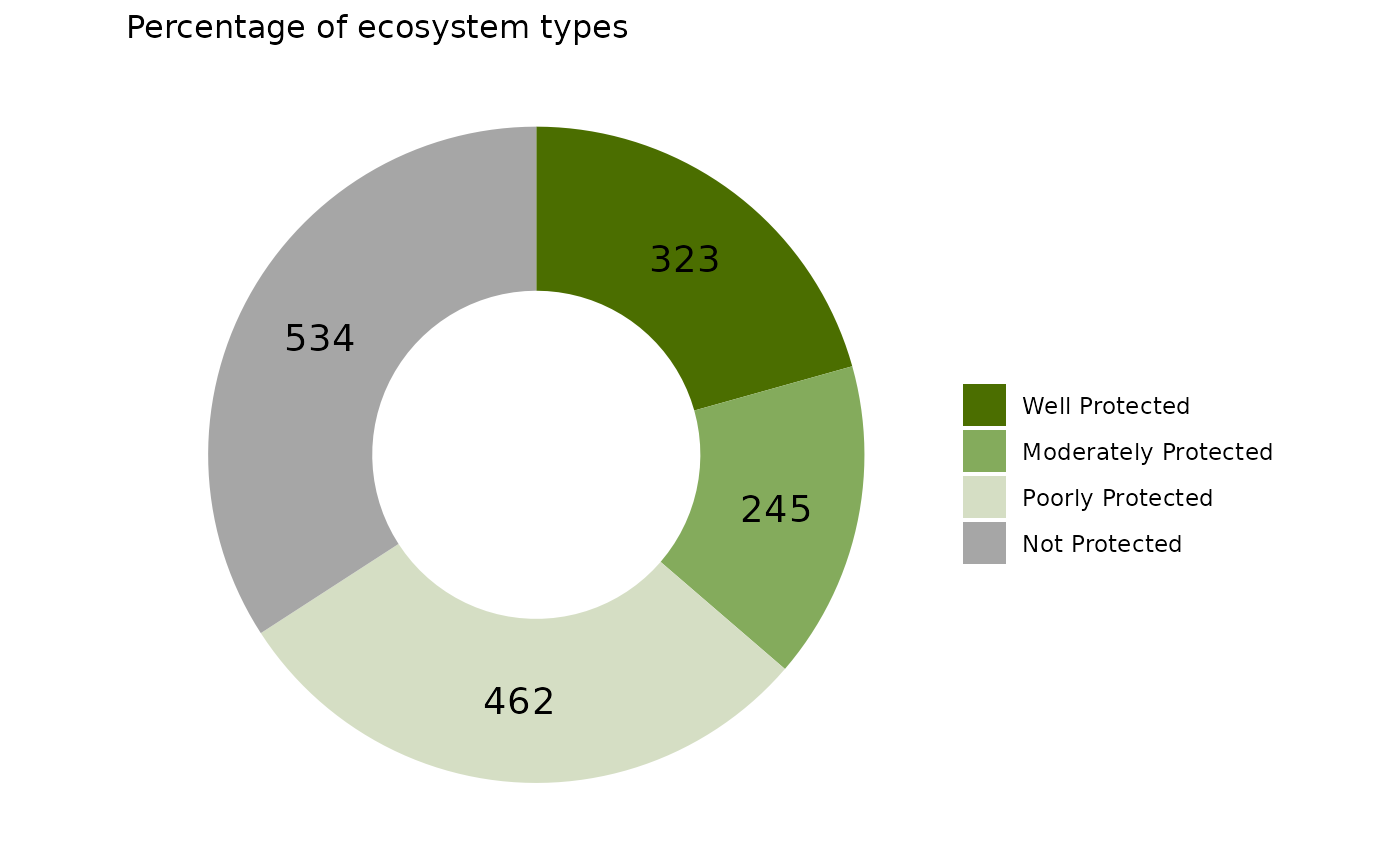 Percentage of ecosystem types
323
534
245
462
Well Protected
Moderately Protected
Poorly Protected
Not Protected